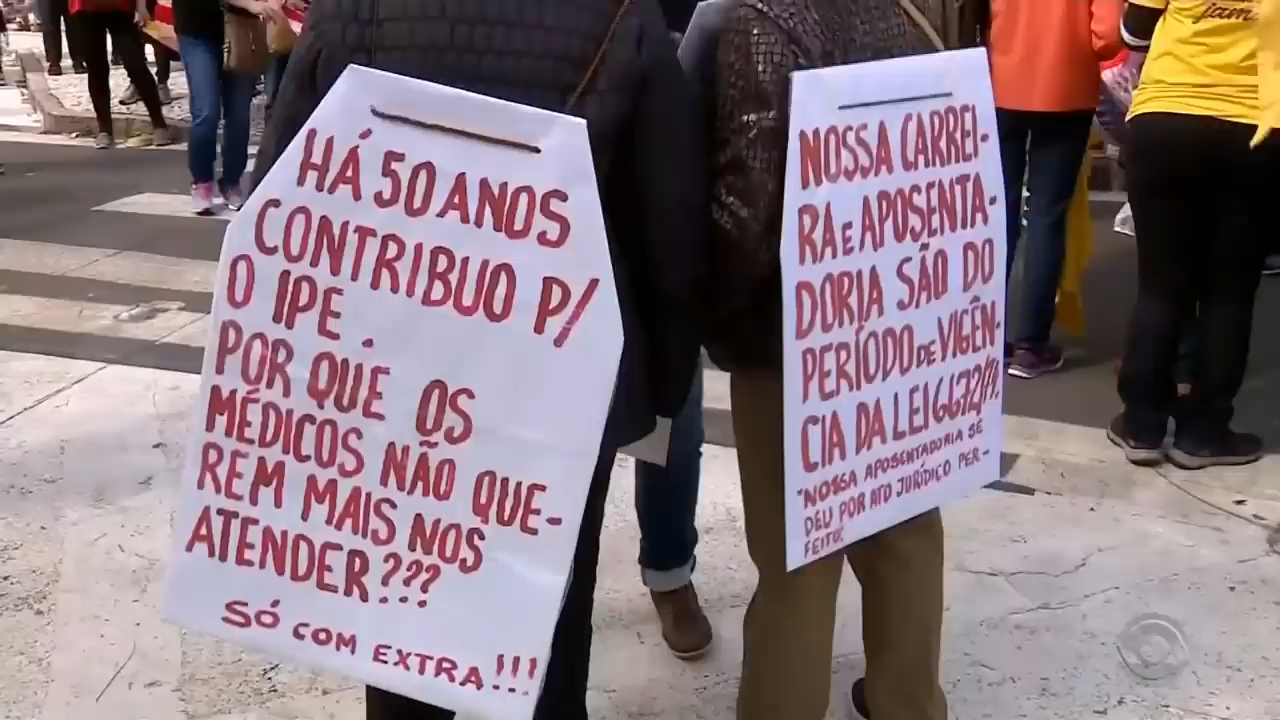 HÁ 50 ANOS
CONTRIBUO P/
O IPE.
POR QUE OS
MÉDICOS NÃO QUE-
REM MAIS NOS
ATENDER???
SÓ COM EXTRA!!!
NOSSA CARREI-
RA E APOSENTA-
DORIA SÃO DO
PERÍODO DE VIGÊN-
CIA DA LEI 6672/74.
"NOSSA APOSENTADORIA SE
DEU POR ATO JURÍDICO PER-
FEITO".